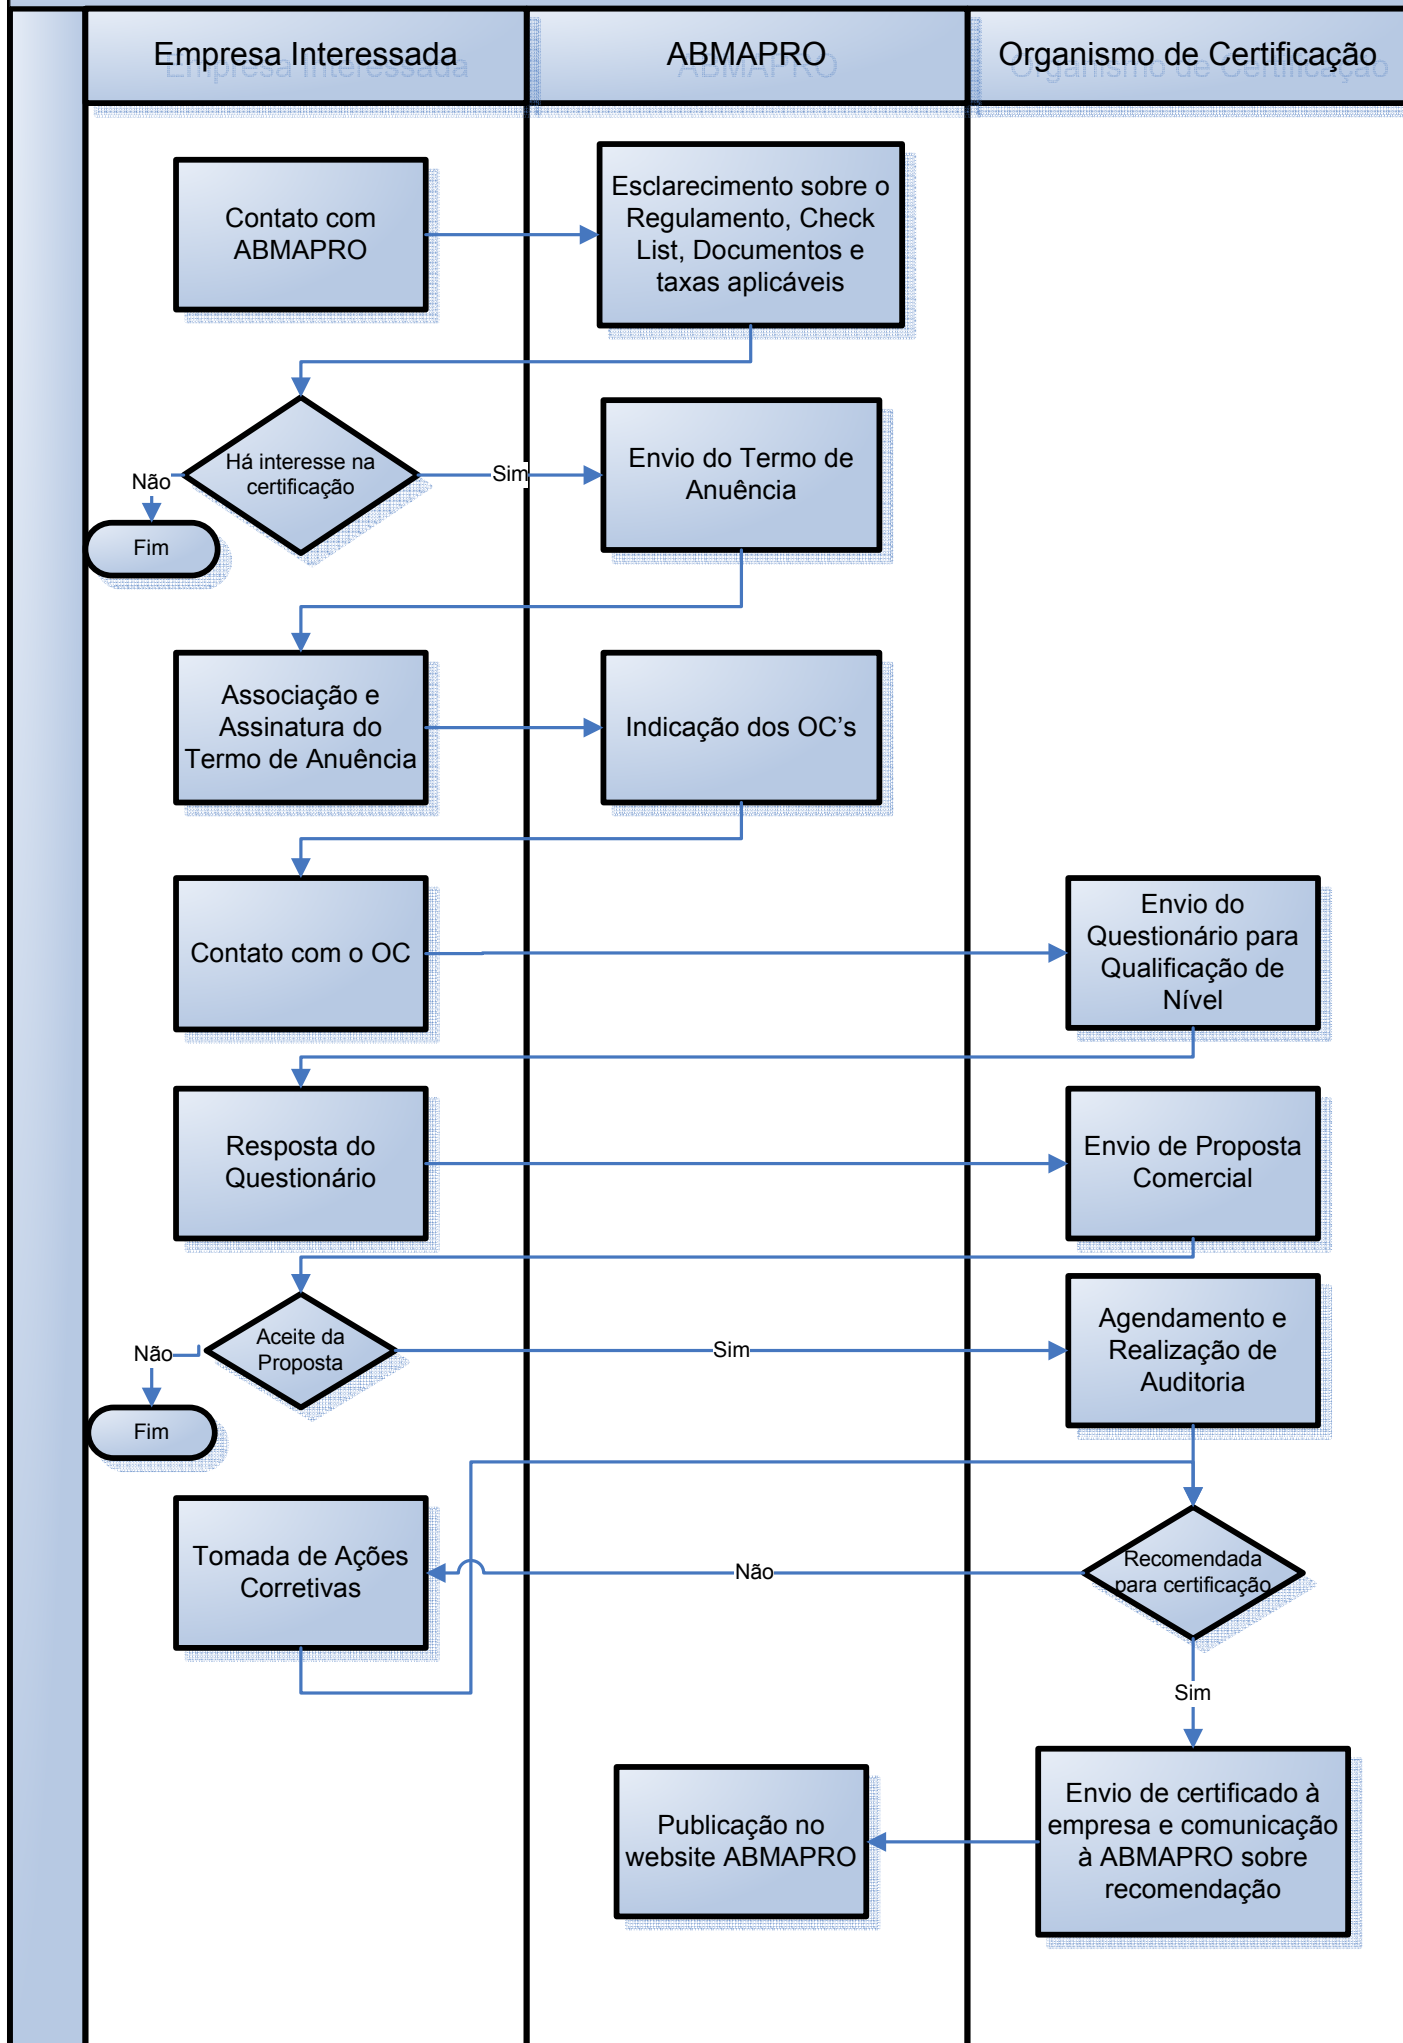 Empresa Interessada
ABMAPRO
Organismo de Certificação
Contato com
ABMAPRO
Esclarecimento sobre o
Regulamento, Check
List, Documentos e
taxas aplicáveis
Há interesse na
certificação
Não
Sim
Fim
Envio do Termo de
Anuência
Associação e
Assinatura do
Termo de Anuência
Indicação dos OC's
Contato com o OC
Envio do
Questionário para
Qualificação de
Nível
Resposta do
Questionário
Envio de Proposta
Comercial
Aceite da
Proposta
Não
Sim
Fim
Agendamento e
Realização de
Auditoria
Tomada de Ações
Corretivas
Não
Recomendada
para certificação
Sim
Publicação no
website ABMAPRO
Envio de certificado à
empresa e comunicação
à ABMAPRO sobre
recomendação